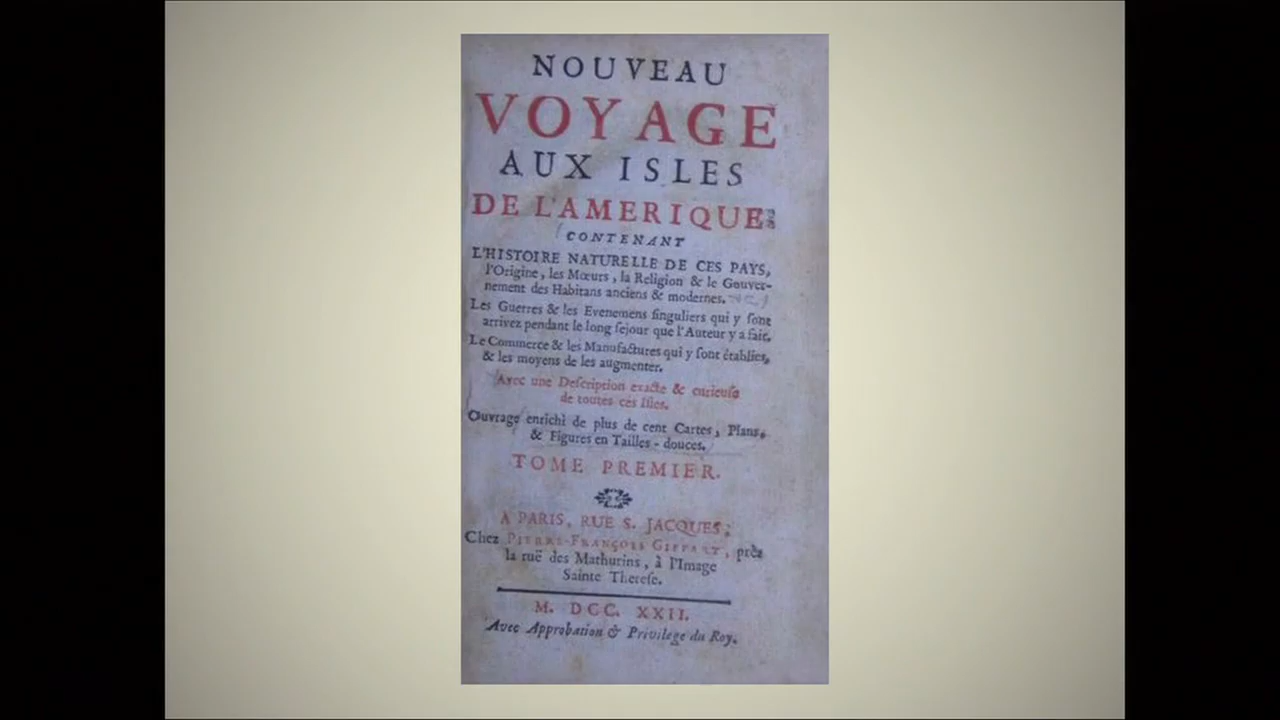 NOUVEAU
VOYAGE
AUX ISLES
DE L'AMERIQUE
CONTENANT
L'HISTOIRE NATURELLE DE CES PAYS,
l'Origine, les Mœurs, la Religion & le Gouver-
nement des Habitans anciens & modernes.
Les Guerres & les Evenemens ſinguliers qui y ſont
arrivez pendant le long ſejour que l'Auteur y a fait.
Le Commerce & les Manufactures qui y ſont établies,
& les moyens de les augmenter.
Avec une Deſcription exacte & curieuſe
de toutes ces Iſles.
Ouvrage enrichi de plus de cent Cartes, Plans,
& Figures en Tailles-douces.
TOME PREMIER.
A PARIS, RUE S. JACQUES;
Chez PIERRE-FRANÇOIS GIFFART, près
la ruë des Mathurins, à l'Image
Sainte Thereſe.
M. DCC. XXII.
Avec Approbation & Privilege du Roy.